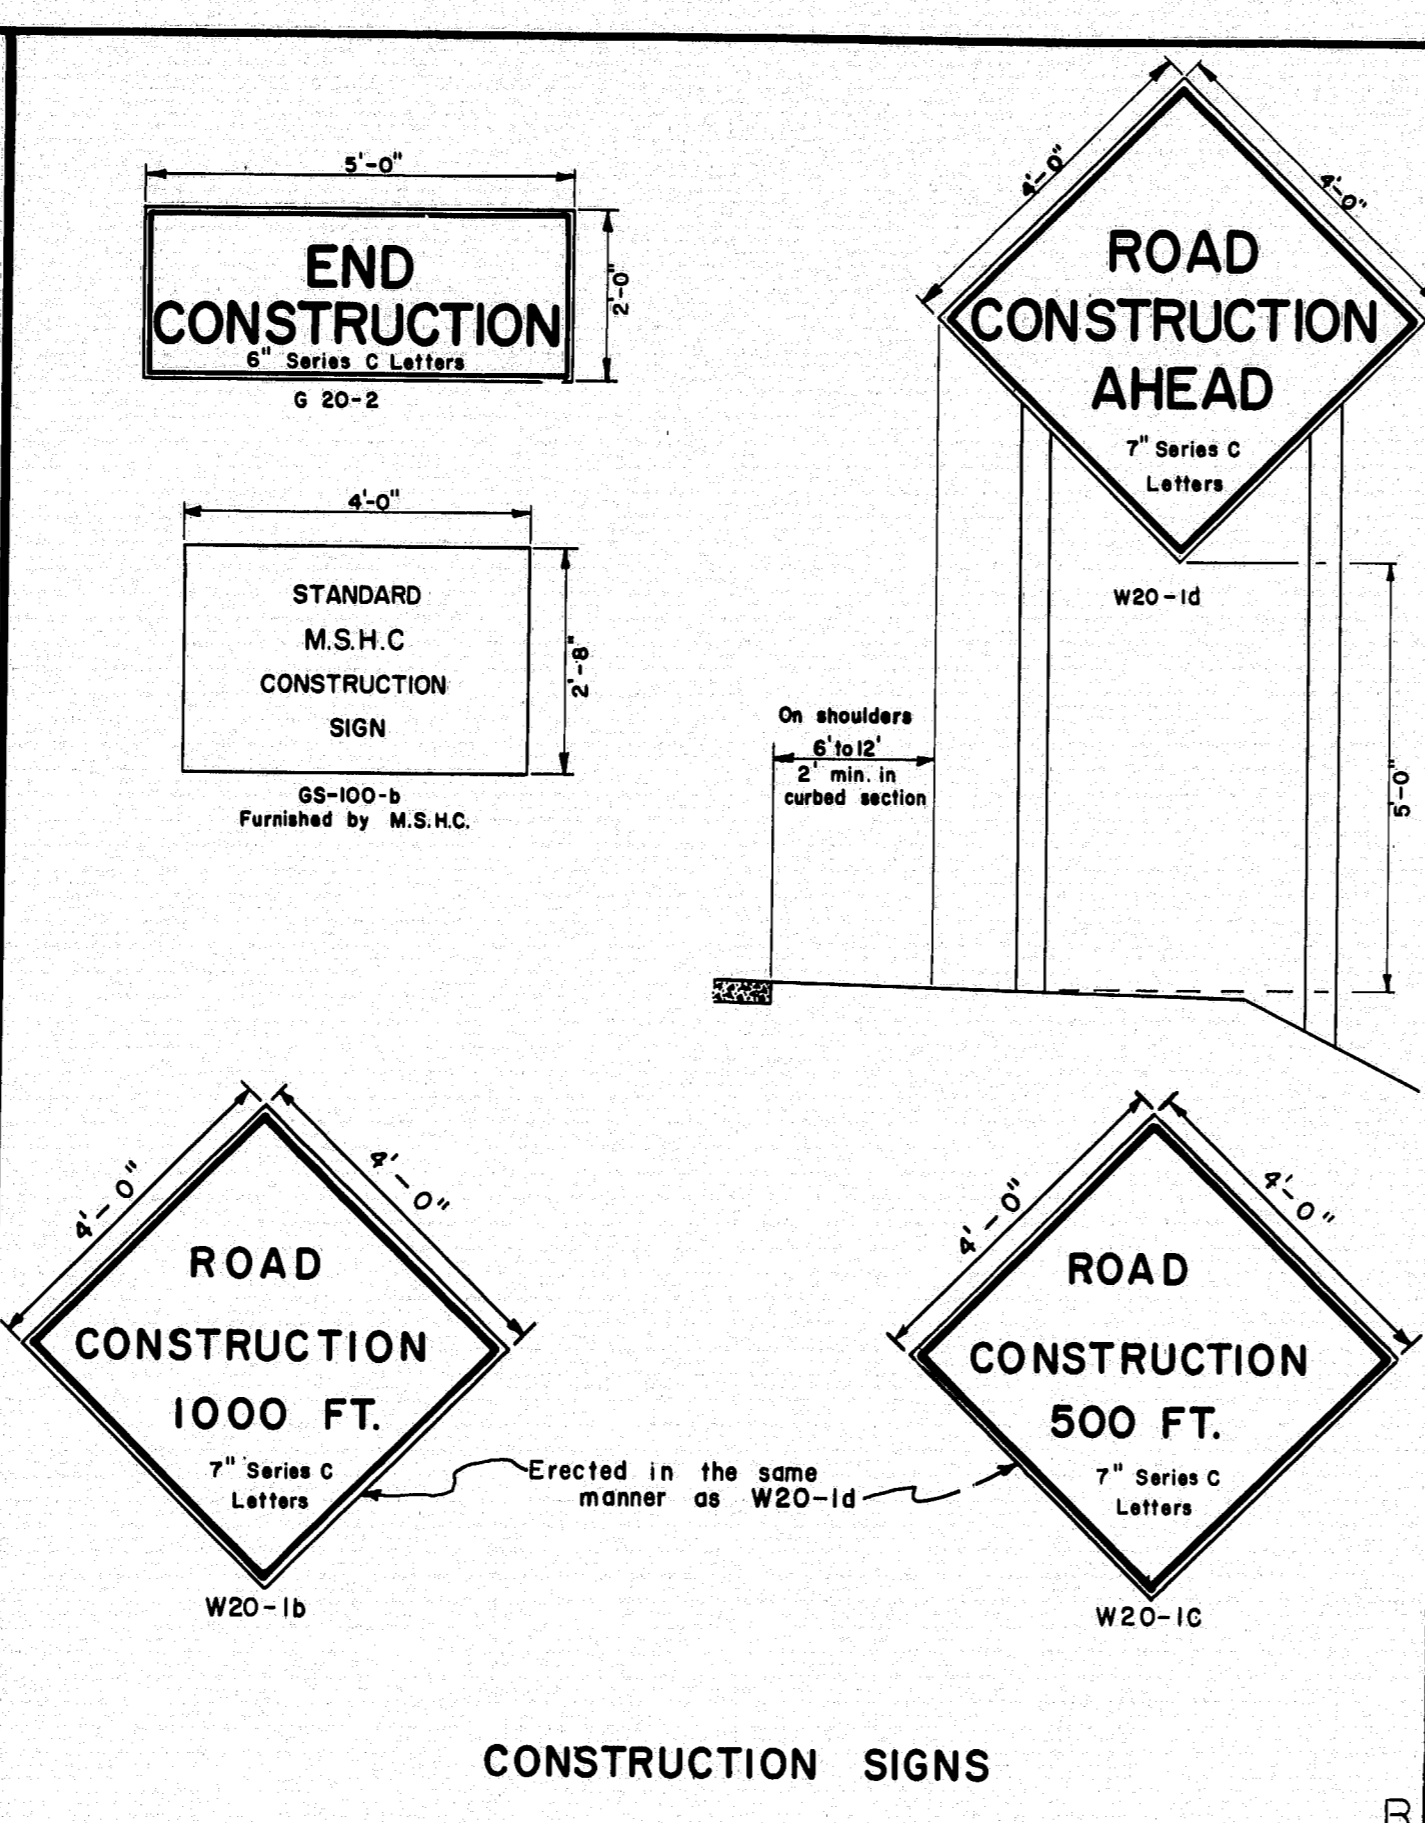 5'-0"
END
CONSTRUCTION
6" Series C Letters
2'-0"
G 20-2
4'-0"
STANDARD
M.S.H.C
CONSTRUCTION
SIGN
2'-8"
GS-100-b
Furnished by M.S.H.C.
4'-0"
4'-0"
ROAD
CONSTRUCTION
AHEAD
7" Series C
Letters
W20-1d
On shoulders
6' to 12'
2' min. in
curbed section
5'-0"
4'-0"
4'-0"
ROAD
CONSTRUCTION
1000 FT.
7" Series C
Letters
W20-1b
Erected in the same
manner as W20-1d
4'-0"
4'-0"
ROAD
CONSTRUCTION
500 FT.
7" Series C
Letters
W20-1C
CONSTRUCTION SIGNS